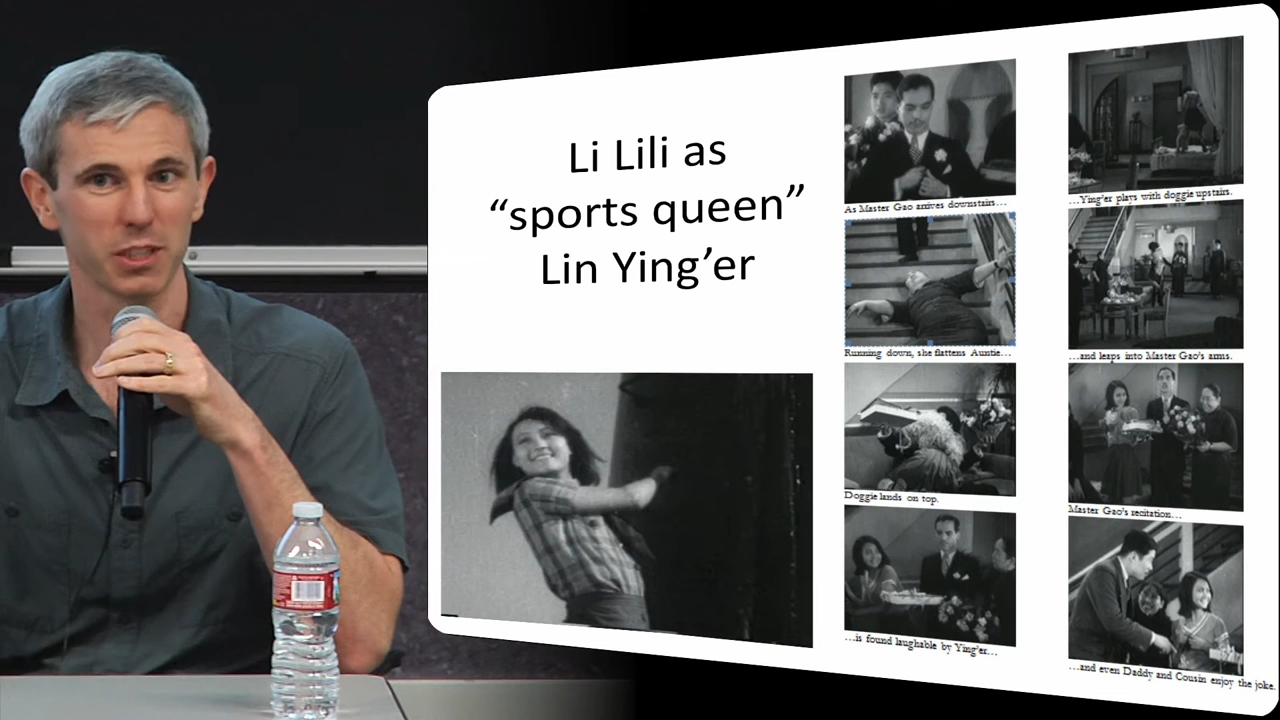 Li Lili as
“sports queen”
Lin Ying’er
As Master Gao arrives downstairs…
…Ying’er plays with doggie upstairs.
Running down, she flattens Auntie…
…and leaps into Master Gao’s arms.
Doggie lands on top.
Master Gao’s recitation…
…is found laughable by Ying’er…
…and even Daddy and Cousin enjoy the joke.